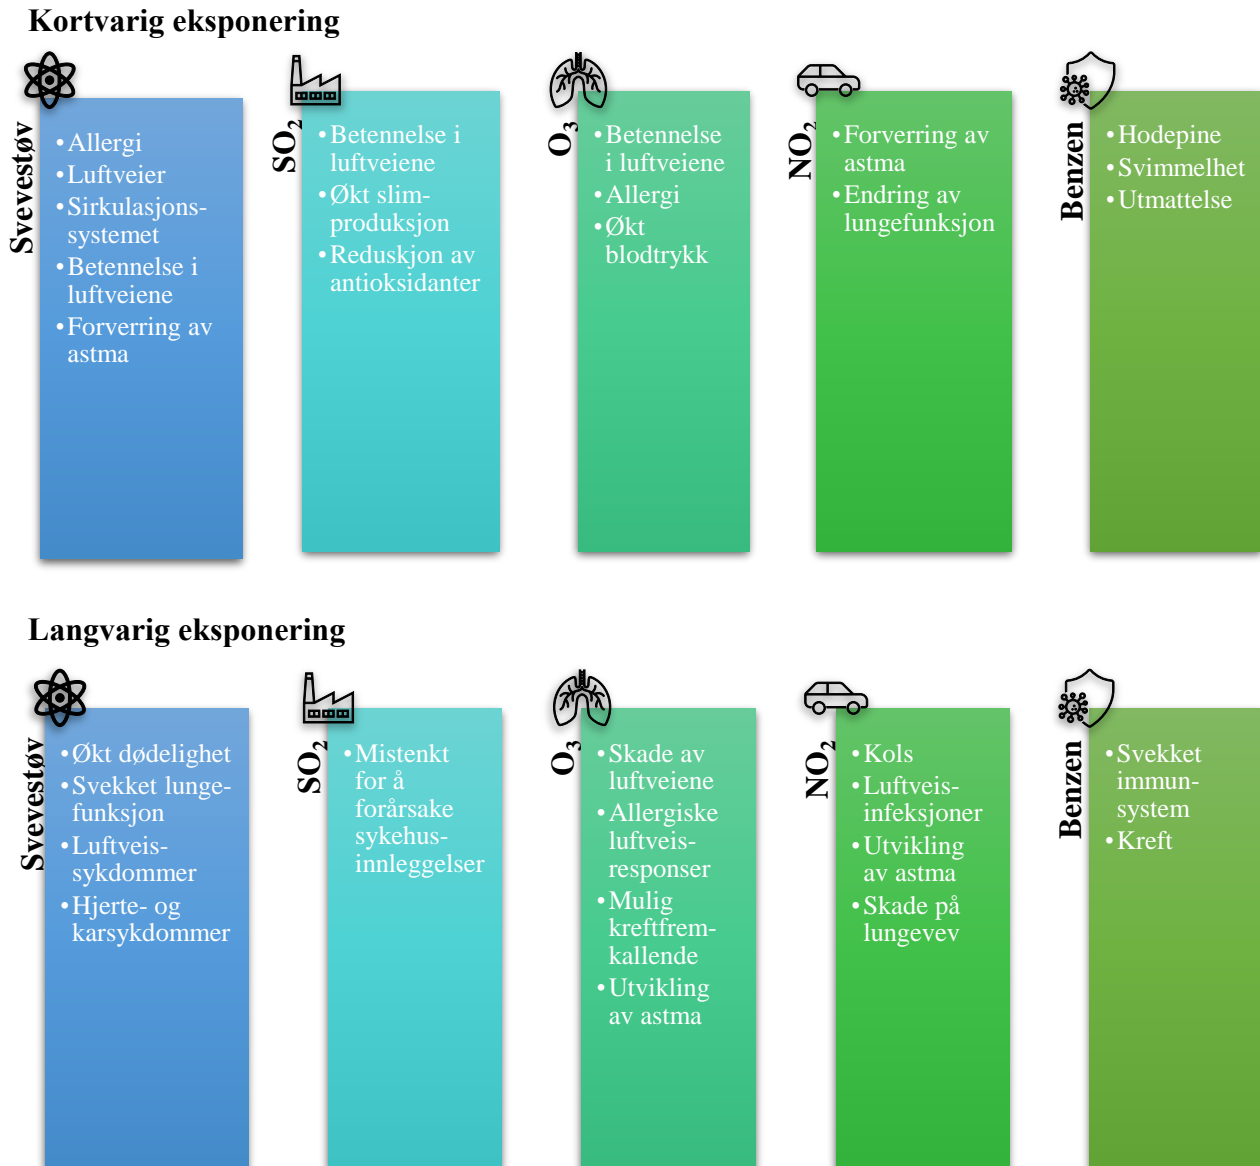 Kortvarig eksponering
Svevestøv
• Allergi
• Luftveier
• Sirkulasjons-
systemet
• Betennelse i
luftveiene
• Forverring av
astma
SO₂
• Betennelse i
luftveiene
• Økt slim-
produksjon
• Reduskjon av
antioksidanter
O₃
• Betennelse
i luftveiene
• Allergi
• Økt
blodtrykk
NO₂
• Forverring av
astma
• Endring av
lungefunksjon
Benzen
• Hodepine
• Svimmelhet
• Utmattelse
Langvarig eksponering
Svevestøv
• Økt dødelighet
• Svekket lunge-
funksjon
• Luftveis-
sykdommer
• Hjerte- og
karsykdommer
SO₂
• Mistenkt
for å
forårsake
sykehus-
innleggelser
O₃
• Skade av
luftveiene
• Allergiske
luftveis-
responser
• Mulig
kreftfrem-
kallende
• Utvikling
av astma
NO₂
• Kols
• Luftveis-
infeksjoner
• Utvikling
av astma
• Skade på
lungevev
Benzen
• Svekket
immun-
system
• Kreft